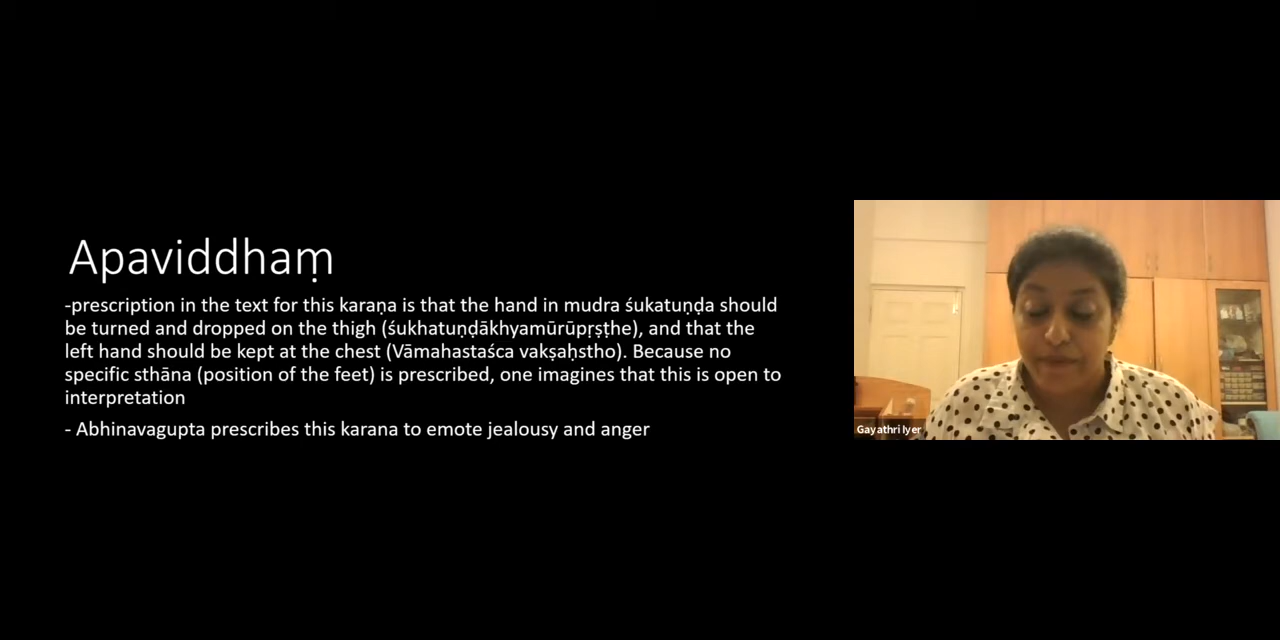 Apaviddhaṃ
-prescription in the text for this karaṇa is that the hand in mudra śukatuṇḍa should
be turned and dropped on the thigh (śukhatuṇḍākhyamūrūpṛṣṭhe), and that the
left hand should be kept at the chest (Vāmahastaśca vakṣaḥstho). Because no
specific sthāna (position of the feet) is prescribed, one imagines that this is open to
interpretation
- Abhinavagupta prescribes this karana to emote jealousy and anger
Gayathri Iyer